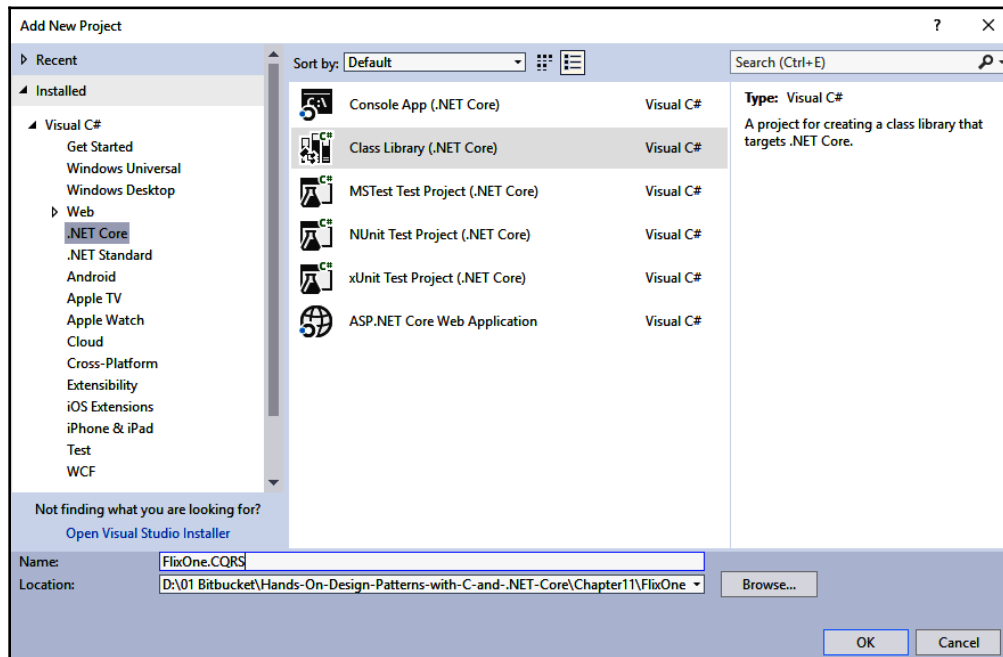 Add New Project
?
Recent
Installed
Visual C#
Get Started
Windows Universal
Windows Desktop
Web
.NET Core
.NET Standard
Android
Apple TV
Apple Watch
Cloud
Cross-Platform
Extensibility
iOS Extensions
iPhone & iPad
Test
WCF
Not finding what you are looking for?
Open Visual Studio Installer
Sort by: Default
Console App (.NET Core) Visual C#
Class Library (.NET Core) Visual C#
MSTest Test Project (.NET Core) Visual C#
NUnit Test Project (.NET Core) Visual C#
xUnit Test Project (.NET Core) Visual C#
ASP.NET Core Web Application Visual C#
Search (Ctrl+E)
Type: Visual C#
A project for creating a class library that
targets .NET Core.
Name: FlixOne.CQRS
Location: D:\01 Bitbucket\Hands-On-Design-Patterns-with-C-and-.NET-Core\Chapter11\FlixOne
Browse...
OK Cancel